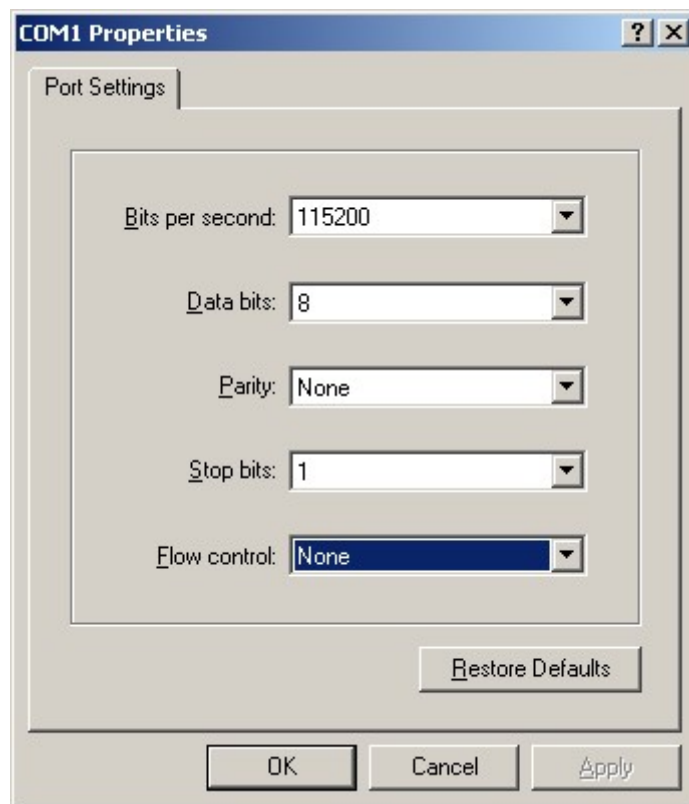 COM1 Properties
Port Settings
Bits per second: 115200
Data bits: 8
Parity: None
Stop bits: 1
Flow control: None
Restore Defaults
OK Cancel Apply